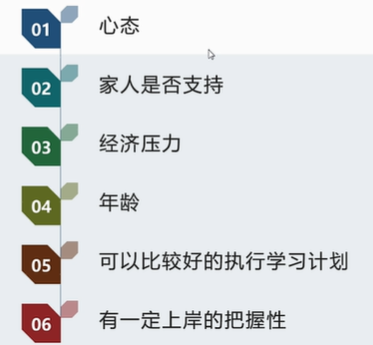 01 心态
02 家人是否支持
03 经济压力
04 年龄
05 可以比较好的执行学习计划
06 有一定上岸的把握性